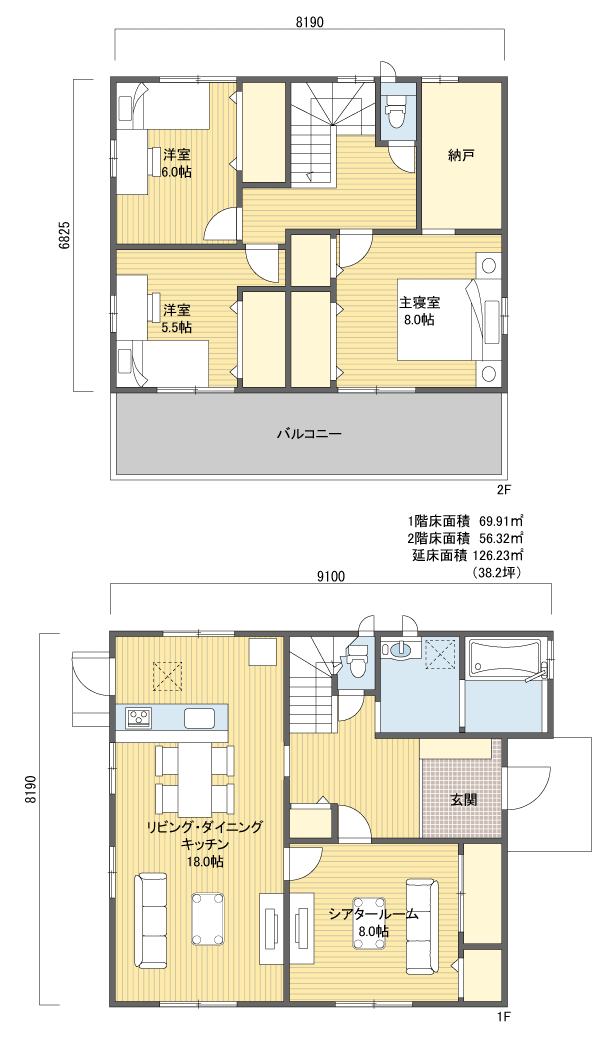 8190
6825
洋室
6.0帖
納戸
洋室
5.5帖
主寝室
8.0帖
バルコニー
2F
1階床面積 69.91㎡
2階床面積 56.32㎡
延床面積 126.23㎡
(38.2坪)
9100
8190
玄関
リビング・ダイニング
キッチン
18.0帖
シアタールーム
8.0帖
1F